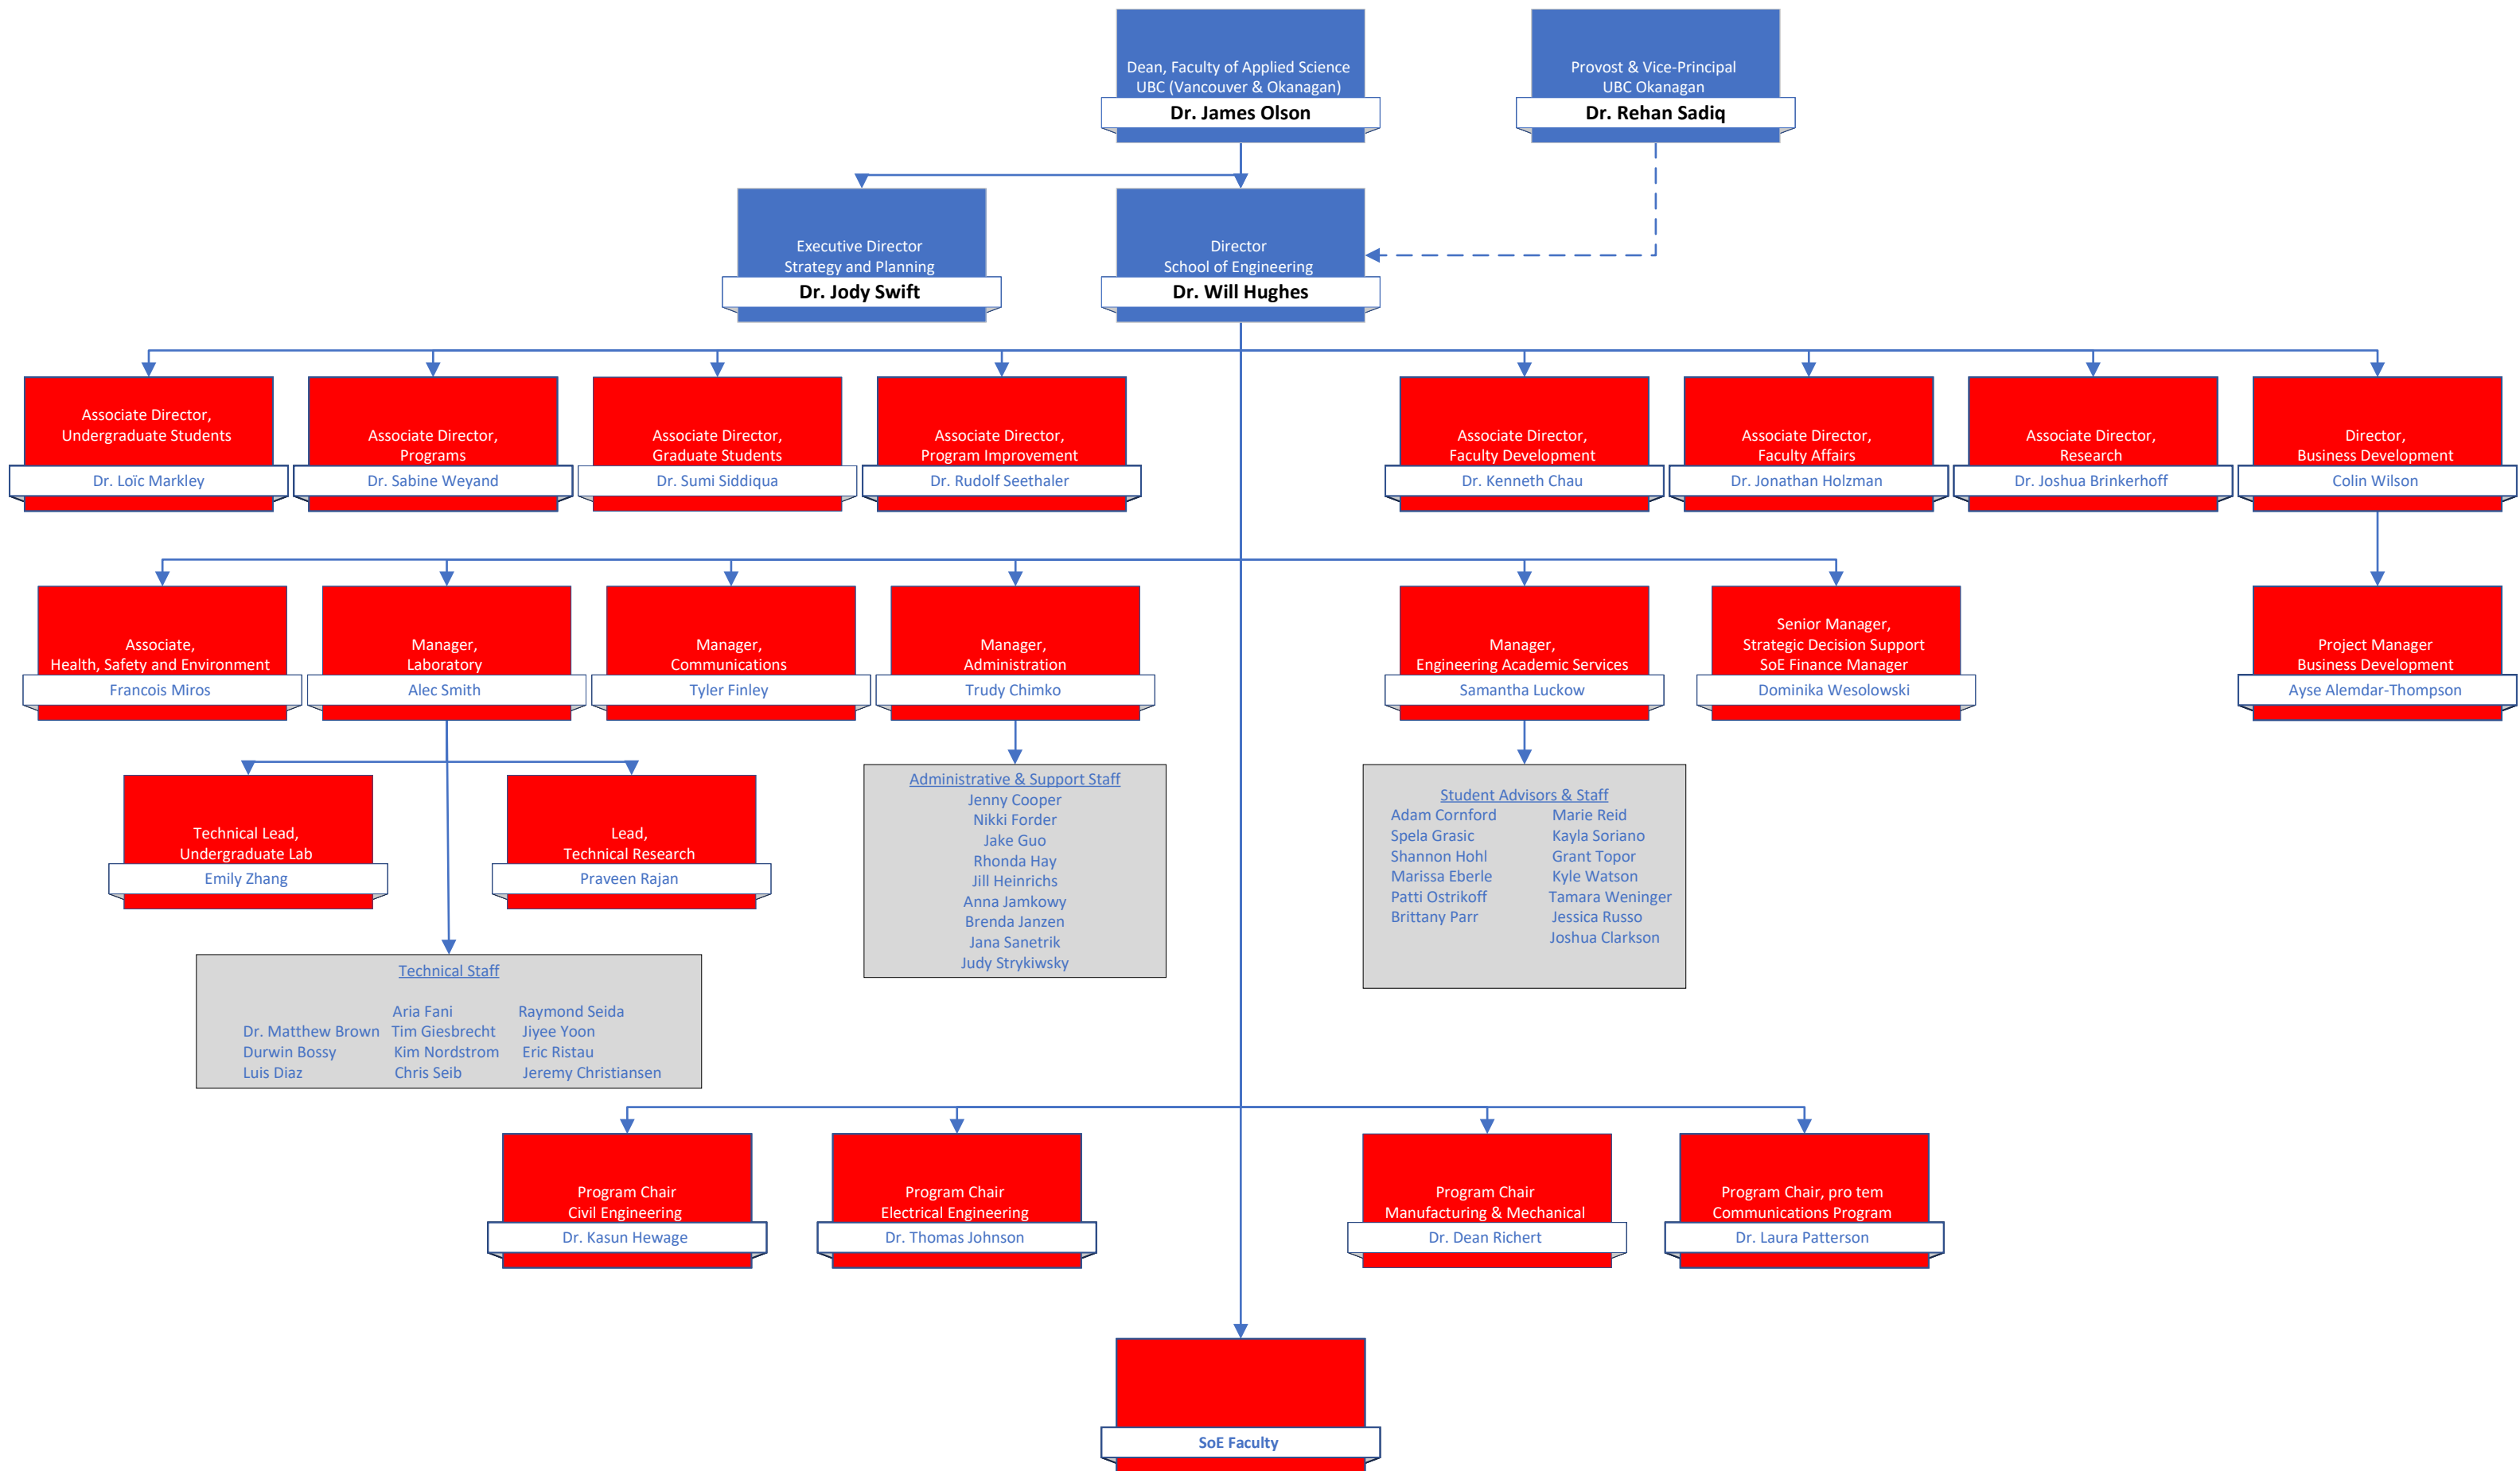 Dean, Faculty of Applied Science
UBC (Vancouver & Okanagan)
Dr. James Olson
Provost & Vice-Principal
UBC Okanagan
Dr. Rehan Sadiq
Executive Director
Strategy and Planning
Dr. Jody Swift
Director
School of Engineering
Dr. Will Hughes
Associate Director,
Undergraduate Students
Dr. Loïc Markley
Associate Director,
Programs
Dr. Sabine Weyand
Associate Director,
Graduate Students
Dr. Sumi Siddiqua
Associate Director,
Program Improvement
Dr. Rudolf Seethaler
Associate Director,
Faculty Development
Dr. Kenneth Chau
Associate Director,
Faculty Affairs
Dr. Jonathan Holzman
Associate Director,
Research
Dr. Joshua Brinkerhoff
Director,
Business Development
Colin Wilson
Associate,
Health, Safety and Environment
Francois Miros
Manager,
Laboratory
Alec Smith
Manager,
Communications
Tyler Finley
Manager,
Administration
Trudy Chimko
Manager,
Engineering Academic Services
Samantha Luckow
Senior Manager,
Strategic Decision Support
SoE Finance Manager
Dominika Wesolowski
Project Manager
Business Development
Ayse Alemdar-Thompson
Technical Lead,
Undergraduate Lab
Emily Zhang
Lead,
Technical Research
Praveen Rajan
Administrative & Support Staff
Jenny Cooper
Nikki Forder
Jake Guo
Rhonda Hay
Jill Heinrichs
Anna Jamkowy
Brenda Janzen
Jana Sanetrik
Judy Strykiwsky
Student Advisors & Staff
Adam Cornford Marie Reid
Spela Grasic Kayla Soriano
Shannon Hohl Grant Topor
Marissa Eberle Kyle Watson
Patti Ostrikoff Tamara Weninger
Brittany Parr Jessica Russo
Joshua Clarkson
Technical Staff
Aria Fani Raymond Seida
Dr. Matthew Brown Tim Giesbrecht Jiyee Yoon
Durwin Bossy Kim Nordstrom Eric Ristau
Luis Diaz Chris Seib Jeremy Christiansen
Program Chair
Civil Engineering
Dr. Kasun Hewage
Program Chair
Electrical Engineering
Dr. Thomas Johnson
Program Chair
Manufacturing & Mechanical
Dr. Dean Richert
Program Chair, pro tem
Communications Program
Dr. Laura Patterson
SoE Faculty